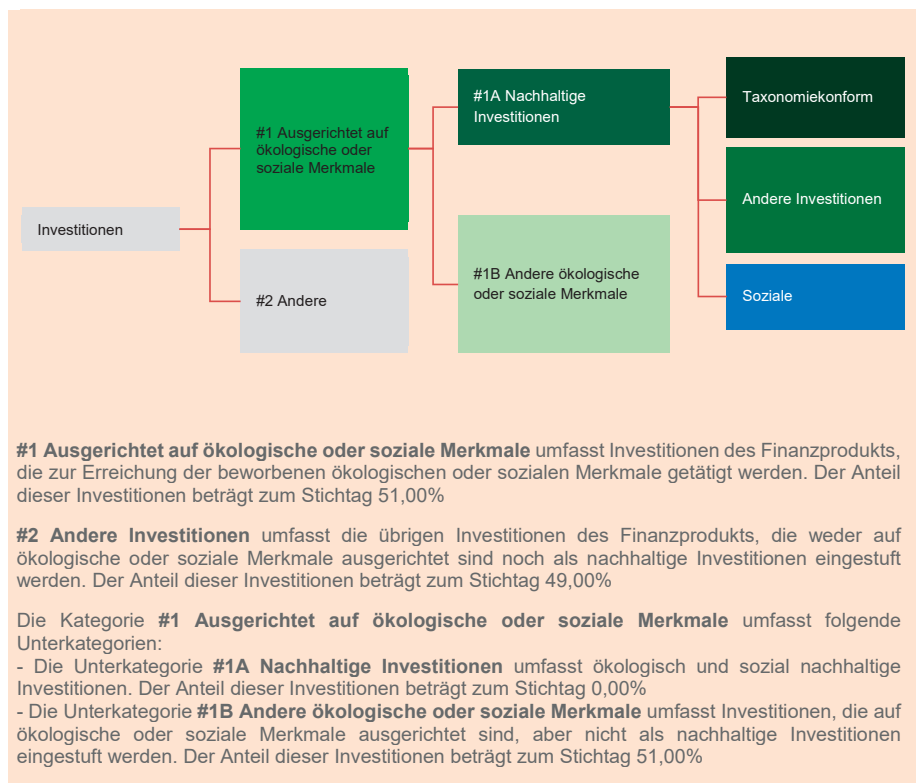 Investitionen
#1 Ausgerichtet auf
ökologische oder
soziale Merkmale
#2 Andere
#1A Nachhaltige
Investitionen
#1B Andere ökologische
oder soziale Merkmale
Taxonomiekonform
Andere Investitionen
Soziale
#1 Ausgerichtet auf ökologische oder soziale Merkmale umfasst Investitionen des Finanzprodukts,
die zur Erreichung der beworbenen ökologischen oder sozialen Merkmale getätigt werden. Der Anteil
dieser Investitionen beträgt zum Stichtag 51,00%
#2 Andere Investitionen umfasst die übrigen Investitionen des Finanzprodukts, die weder auf
ökologische oder soziale Merkmale ausgerichtet sind noch als nachhaltige Investitionen eingestuft
werden. Der Anteil dieser Investitionen beträgt zum Stichtag 49,00%
Die Kategorie #1 Ausgerichtet auf ökologische oder soziale Merkmale umfasst folgende
Unterkategorien:
- Die Unterkategorie #1A Nachhaltige Investitionen umfasst ökologisch und sozial nachhaltige
Investitionen. Der Anteil dieser Investitionen beträgt zum Stichtag 0,00%
- Die Unterkategorie #1B Andere ökologische oder soziale Merkmale umfasst Investitionen, die auf
ökologische oder soziale Merkmale ausgerichtet sind, aber nicht als nachhaltige Investitionen
eingestuft werden. Der Anteil dieser Investitionen beträgt zum Stichtag 51,00%